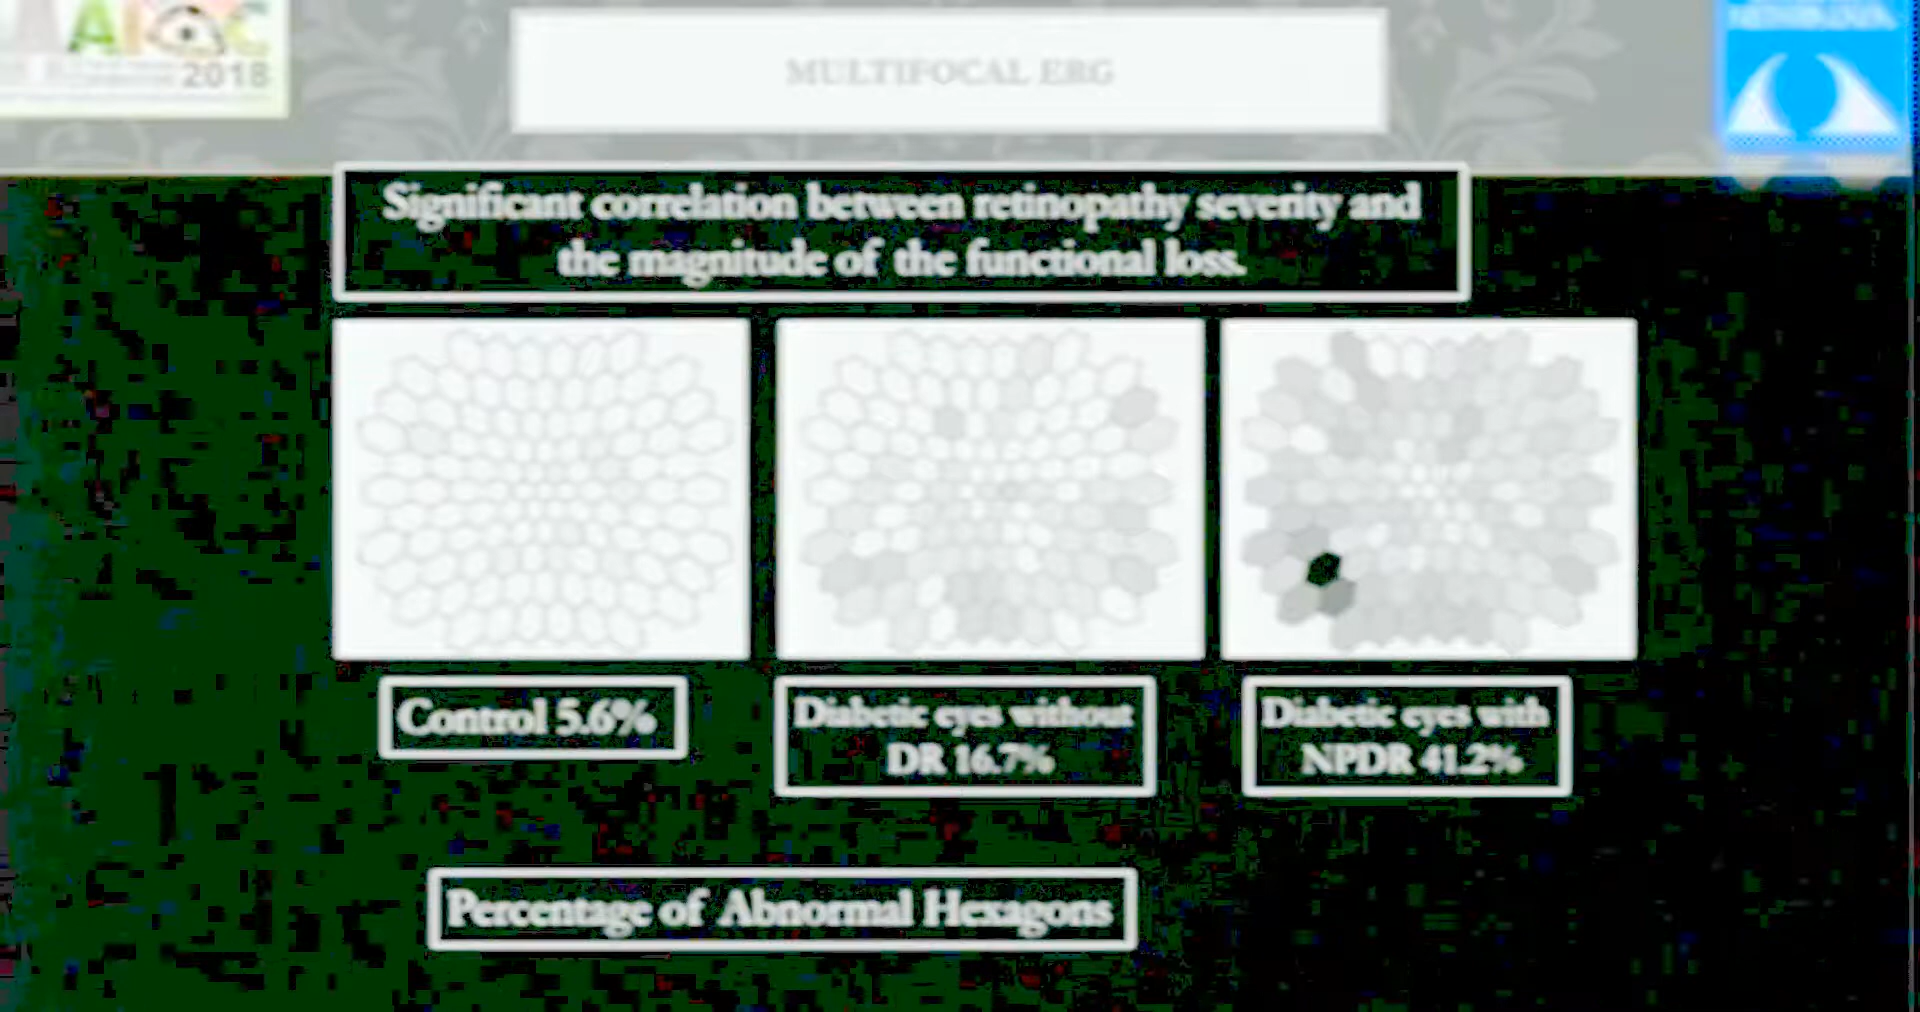 2018
MULTIFOCAL ERG
Significant correlation between retinopathy severity and
the magnitude of the functional loss.
Control 5.6%
Diabetic eyes without
DR 16.7%
Diabetic eyes with
NPDR 41.2%
Percentage of Abnormal Hexagons